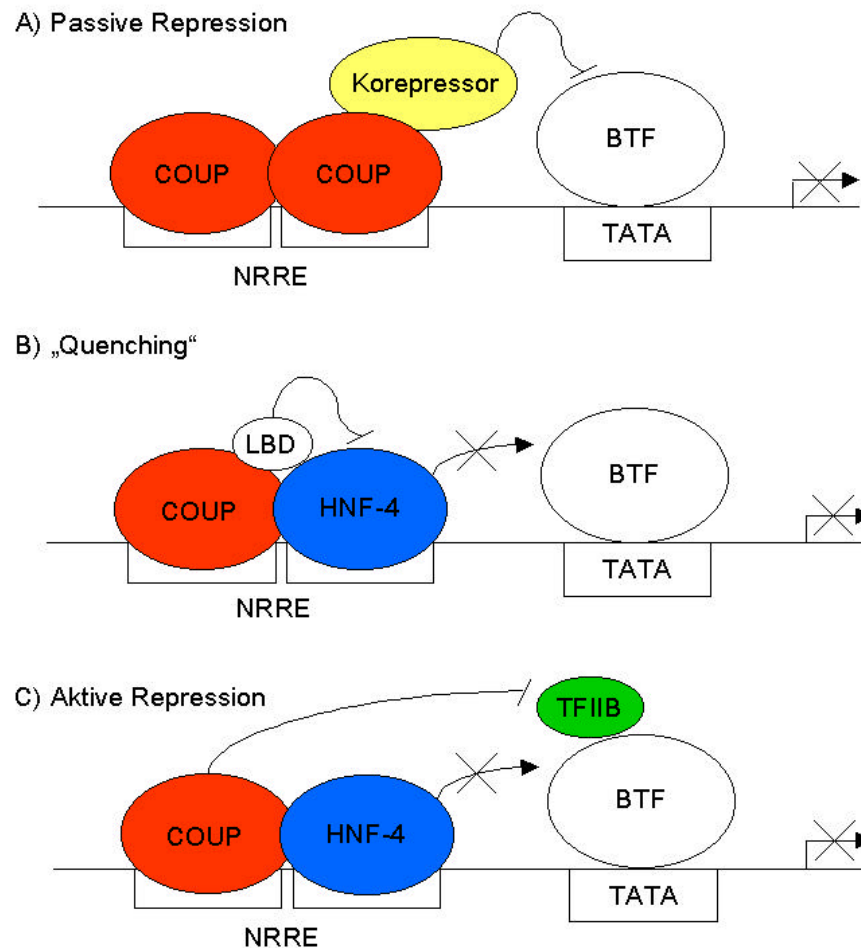 A) Passive Repression
Korepressor
COUP
COUP
BTF
TATA
NRRE
B) „Quenching“
LBD
COUP
HNF-4
BTF
TATA
NRRE
C) Aktive Repression
TFIIB
COUP
HNF-4
BTF
TATA
NRRE